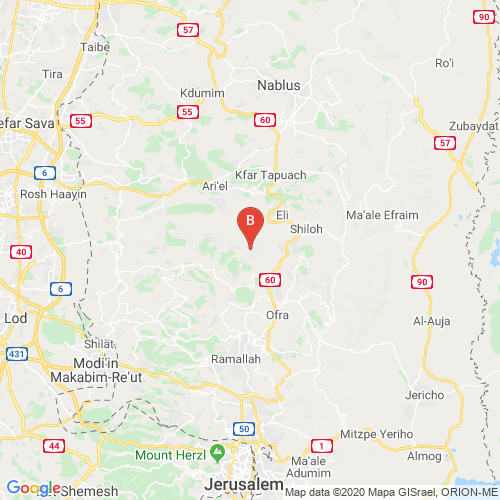 90
57
Taibe
Tira
Ro'i
Nablus
Kdumim
55
efar Sava
55
60
Zubaydat
57
6
Kfar Tapuach
Ari'el
Rosh Haayin
B
Eli
Ma'ale Efraim
Shiloh
40
60
90
6
Lod
Ofra
Al-Auja
Shilat
431
Ramallah
Modi'in
Makabim-Re'ut
Jericho
50
Mitzpe Yeriho
44
1
Mount Herzl
Almog
Ma'ale
Adumim
Jerusalem
Google
Shemesh
Map data ©2020 Mapa GISrael, ORION-ME